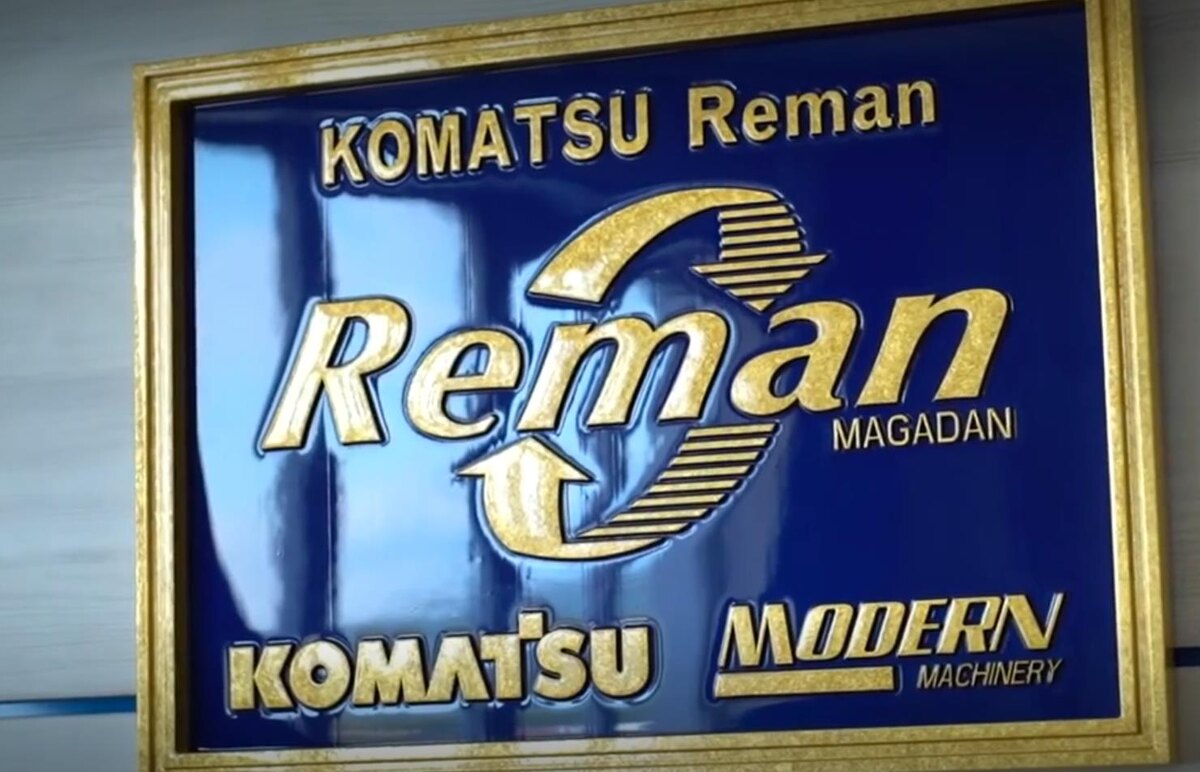 KOMATSU Reman
Reman
MAGADAN
KOMATSU
MODERN
MACHINERY